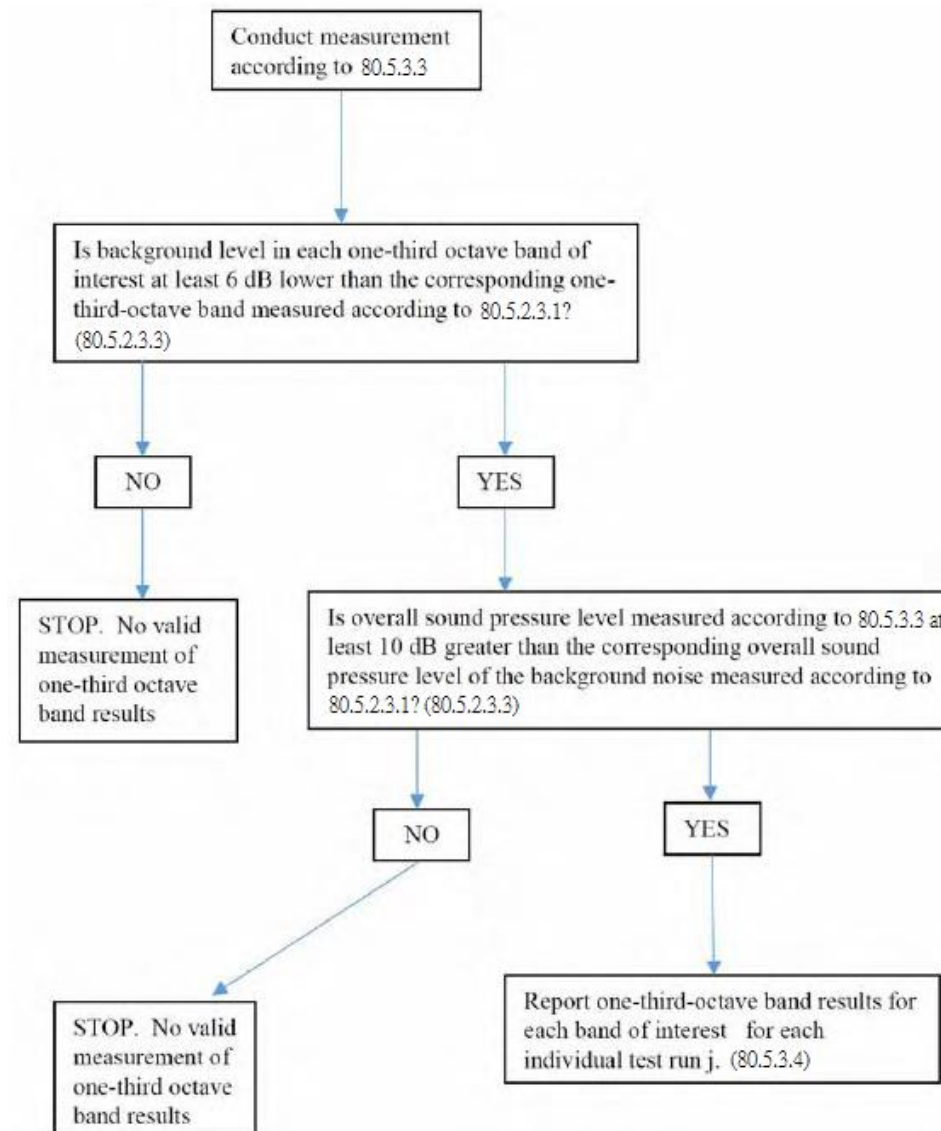 Conduct measurement
according to 80.5.3.3
Is background level in each one-third octave band of
interest at least 6 dB lower than the corresponding one-
third-octave band measured according to 80.5.2.3.1?
(80.5.2.3.3)
NO
YES
STOP. No valid
measurement of
one-third octave
band results
Is overall sound pressure level measured according to 80.5.3.3 at
least 10 dB greater than the corresponding overall sound
pressure level of the background noise measured according to
80.5.2.3.1? (80.5.2.3.3)
NO
YES
STOP. No valid
measurement of
one-third octave
band results
Report one-third-octave band results for
each band of interest for each
individual test run j. (80.5.3.4)